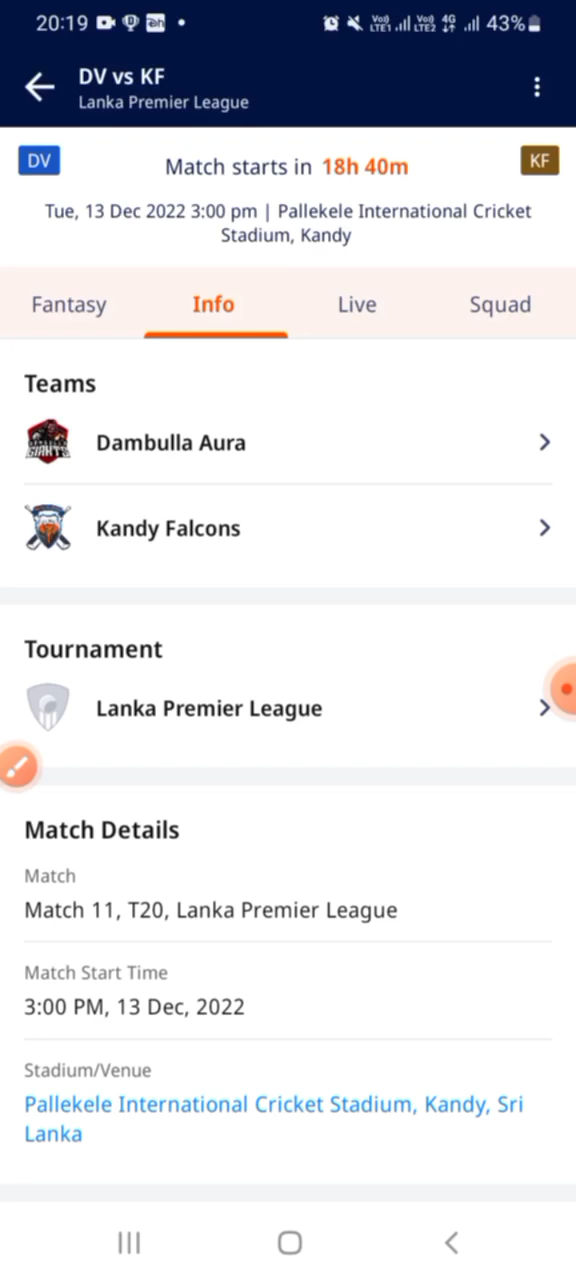 20:19 43%
DV vs KF
Lanka Premier League
DV Match starts in 18h 40m KF
Tue, 13 Dec 2022 3:00 pm | Pallekele International Cricket
Stadium, Kandy
Fantasy Info Live Squad
Teams
GIANTS Dambulla Aura
Kandy Falcons
Tournament
Lanka Premier League
Match Details
Match
Match 11, T20, Lanka Premier League
Match Start Time
3:00 PM, 13 Dec, 2022
Stadium/Venue
Pallekele International Cricket Stadium, Kandy, Sri
Lanka